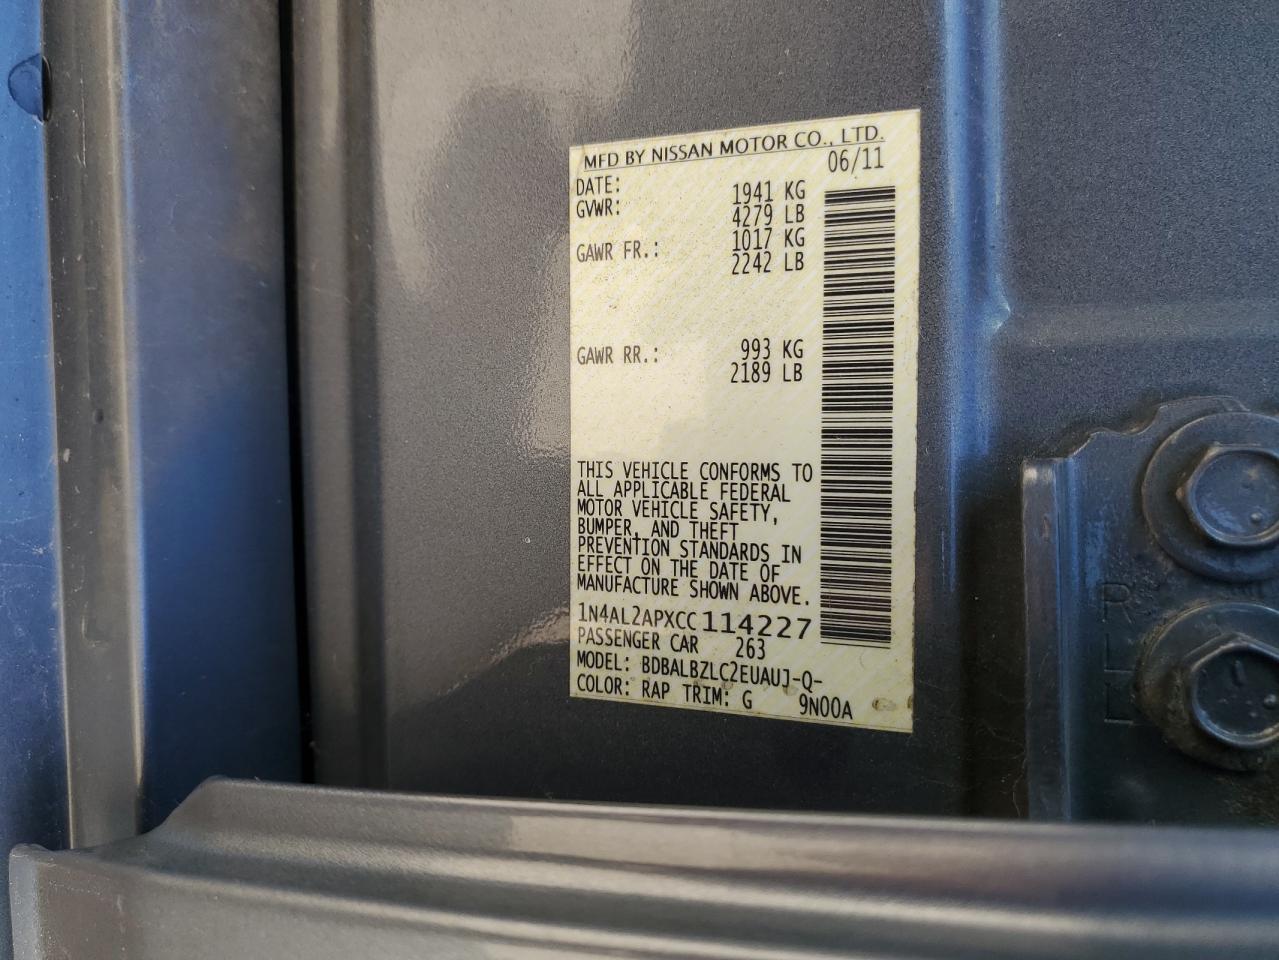 MFD BY NISSAN MOTOR CO., LTD.
DATE: 06/11
GVWR: 1941 KG
4279 LB
GAWR FR.: 1017 KG
2242 LB
GAWR RR.: 993 KG
2189 LB
THIS VEHICLE CONFORMS TO
ALL APPLICABLE FEDERAL
MOTOR VEHICLE SAFETY,
BUMPER, AND THEFT
PREVENTION STANDARDS IN
EFFECT ON THE DATE OF
MANUFACTURE SHOWN ABOVE.
1N4AL2APXCC114227
PASSENGER CAR 263
MODEL: BDBALBZLC2EUAUJ-Q-
COLOR: RAP TRIM: G 9N00A
R
L
L